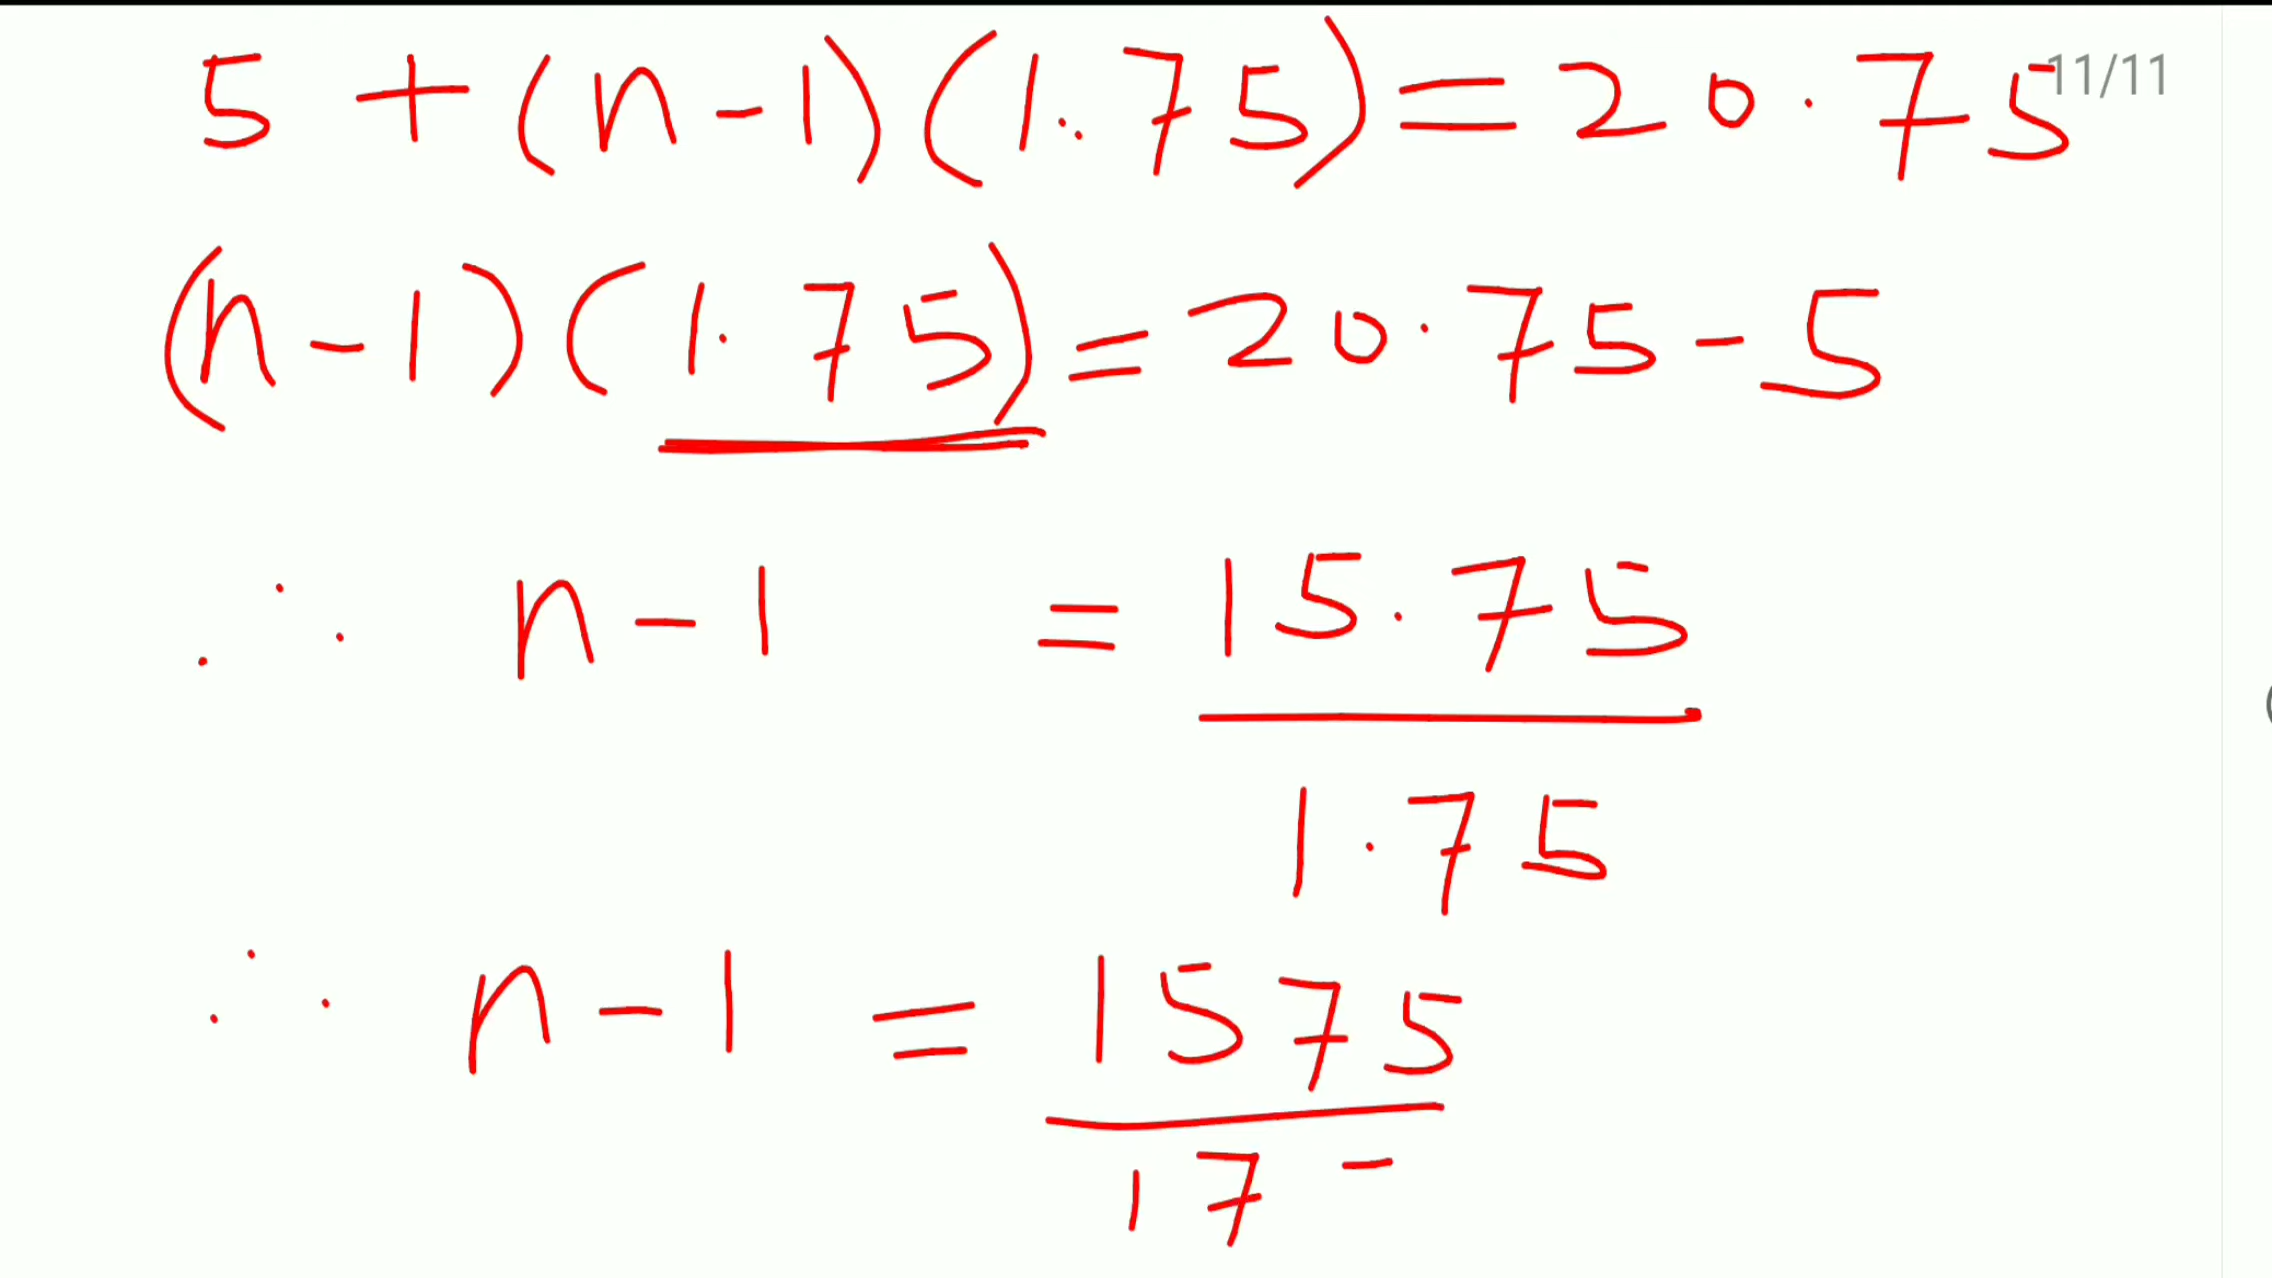 5 + (n - 1)(1.75) = 20.75
11/11
(n - 1)(1.75) = 20.75 - 5
∴ n - 1 = 15.75
1.75
∴ n - 1 = 1575
17